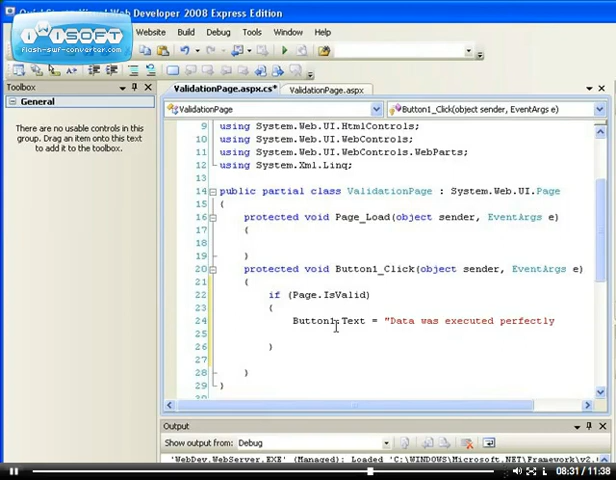 Visual Web Developer 2008 Express Edition
iWiSOFT
flash-swf-converter.com
Website Build Debug Tools Window Help
Toolbox
General
There are no usable controls in this
group. Drag an item onto this text
to add it to the toolbox.
ValidationPage.aspx.cs* ValidationPage.aspx
ValidationPage Button1_Click(object sender, EventArgs e)
9 using System.Web.UI.HtmlControls;
10 using System.Web.UI.WebControls;
11 using System.Web.UI.WebControls.WebParts;
12 using System.Xml.Linq;
13
14 public partial class ValidationPage : System.Web.UI.Page
15 {
16 protected void Page_Load(object sender, EventArgs e)
17 {
18
19 }
20 protected void Button1_Click(object sender, EventArgs e)
21 {
22 if (Page.IsValid)
23 {
24 Button1.Text = "Data was executed perfectly
25
26 }
27
28 }
29 }
30
Output
Show output from: Debug
'WebDev.WebServer.EXE' (Managed): Loaded 'C:\WINDOWS\Microsoft.NET\Framework\v2.
08:31 / 11:38